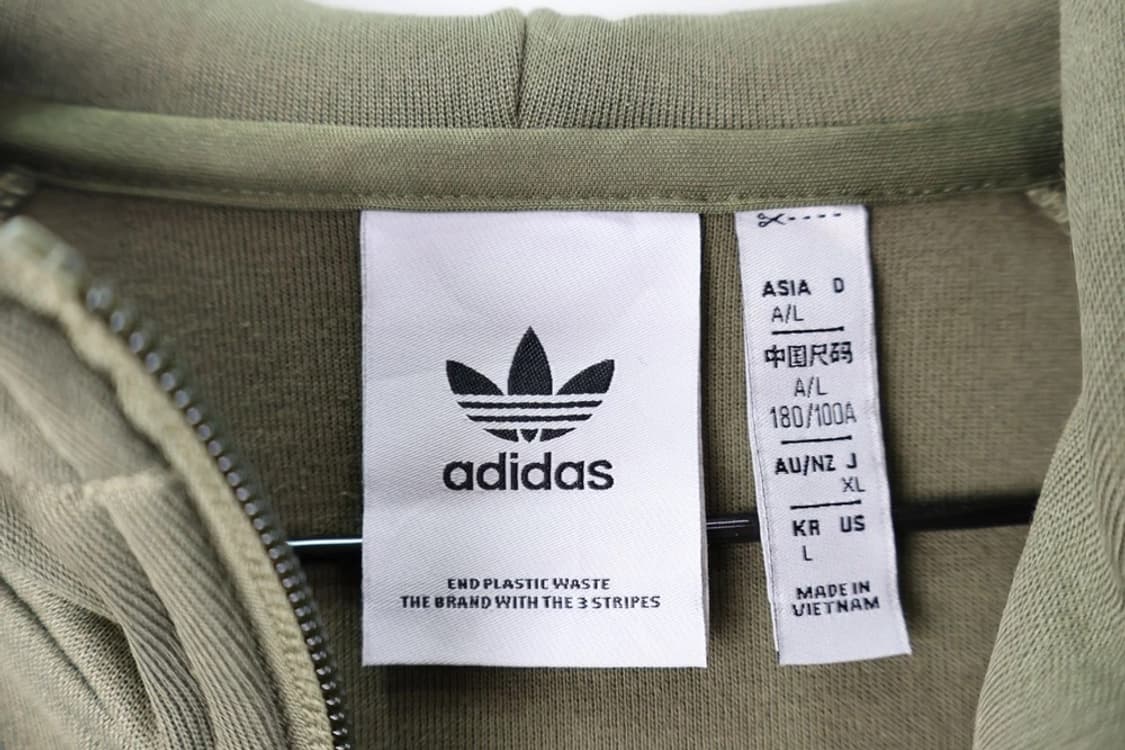 adidas
END PLASTIC WASTE
THE BRAND WITH THE 3 STRIPES
ASIA D
A/L
中国尺码
A/L
180/100A
AU/NZ J
XL
KR US
L
MADE IN
VIETNAM